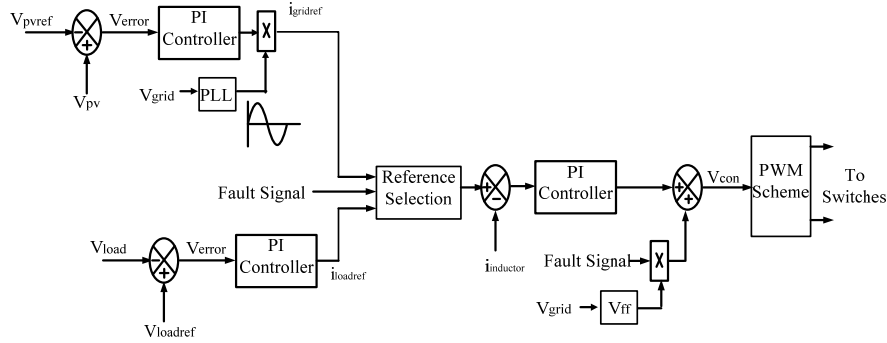 Vpvref
Verror
PI
Controller
X
igridref
Vpv
Vgrid
PLL
Fault Signal
Reference
Selection
PI
Controller
Vcon
PWM
Scheme
To
Switches
Vload
Verror
PI
Controller
iloadref
Vloadref
iinductor
Fault Signal
X
Vgrid
Vff